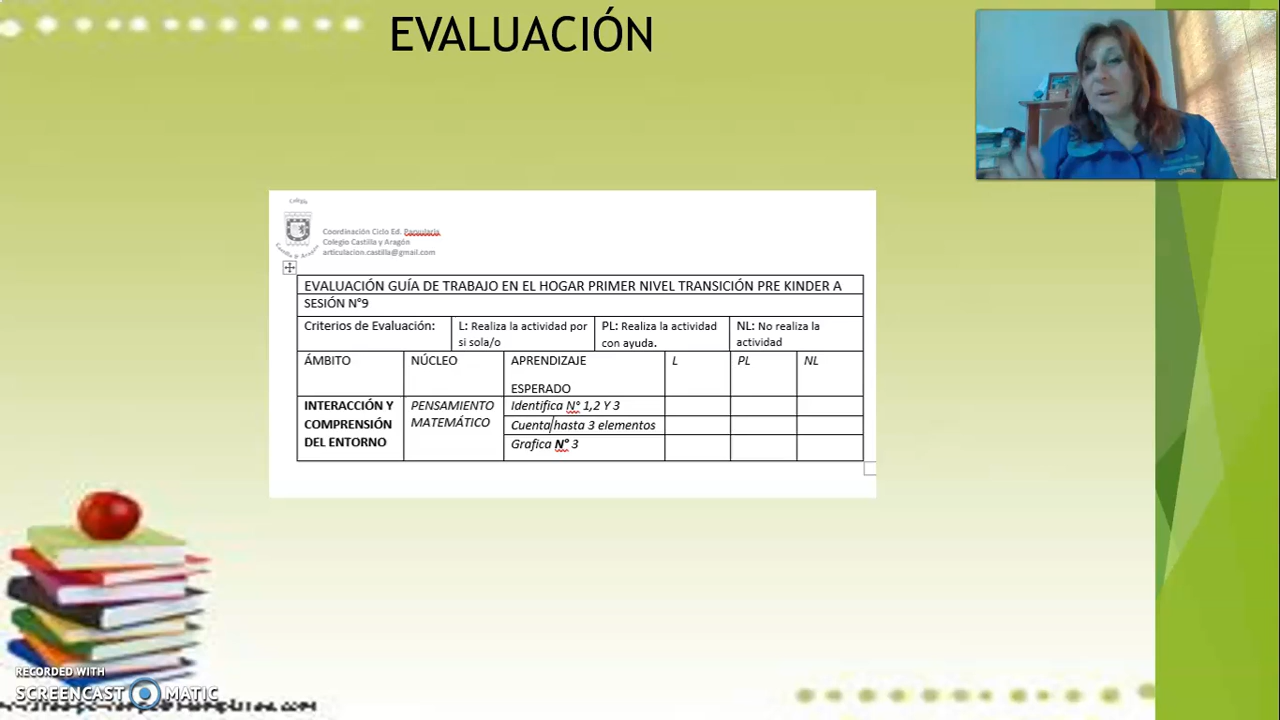 EVALUACIÓN
Colegio
Castilla y Aragón
Coordinación Ciclo Ed. Parvularia
Colegio Castilla y Aragón
articulacion.castilla@gmail.com
EVALUACIÓN GUÍA DE TRABAJO EN EL HOGAR PRIMER NIVEL TRANSICIÓN PRE KINDER A
SESIÓN N°9
Criterios de Evaluación: L: Realiza la actividad por PL: Realiza la actividad NL: No realiza la
si sola/o con ayuda. actividad
ÁMBITO NÚCLEO APRENDIZAJE L PL NL
ESPERADO
INTERACCIÓN Y PENSAMIENTO Identifica N° 1,2 Y 3
COMPRENSIÓN MATEMÁTICO Cuenta hasta 3 elementos
DEL ENTORNO Grafica N° 3
RECORDED WITH
SCREENCAST MATIC